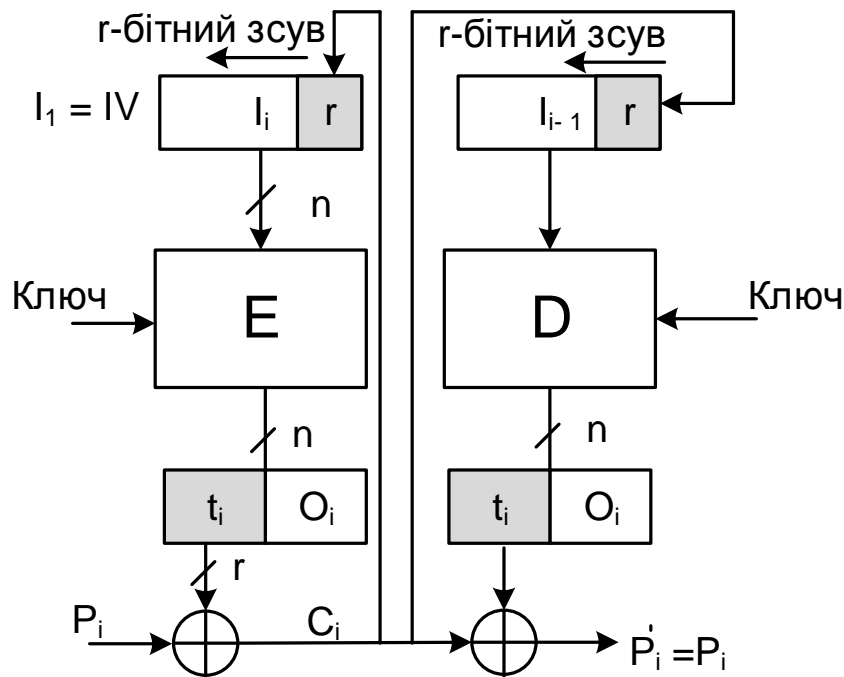 r-бітний зсув
r-бітний зсув
I₁ = IV
Iᵢ
r
Iᵢ₋ ₁
r
n
Ключ
E
D
Ключ
n
n
tᵢ
Oᵢ
tᵢ
Oᵢ
r
Pᵢ
Cᵢ
P'ᵢ =Pᵢ